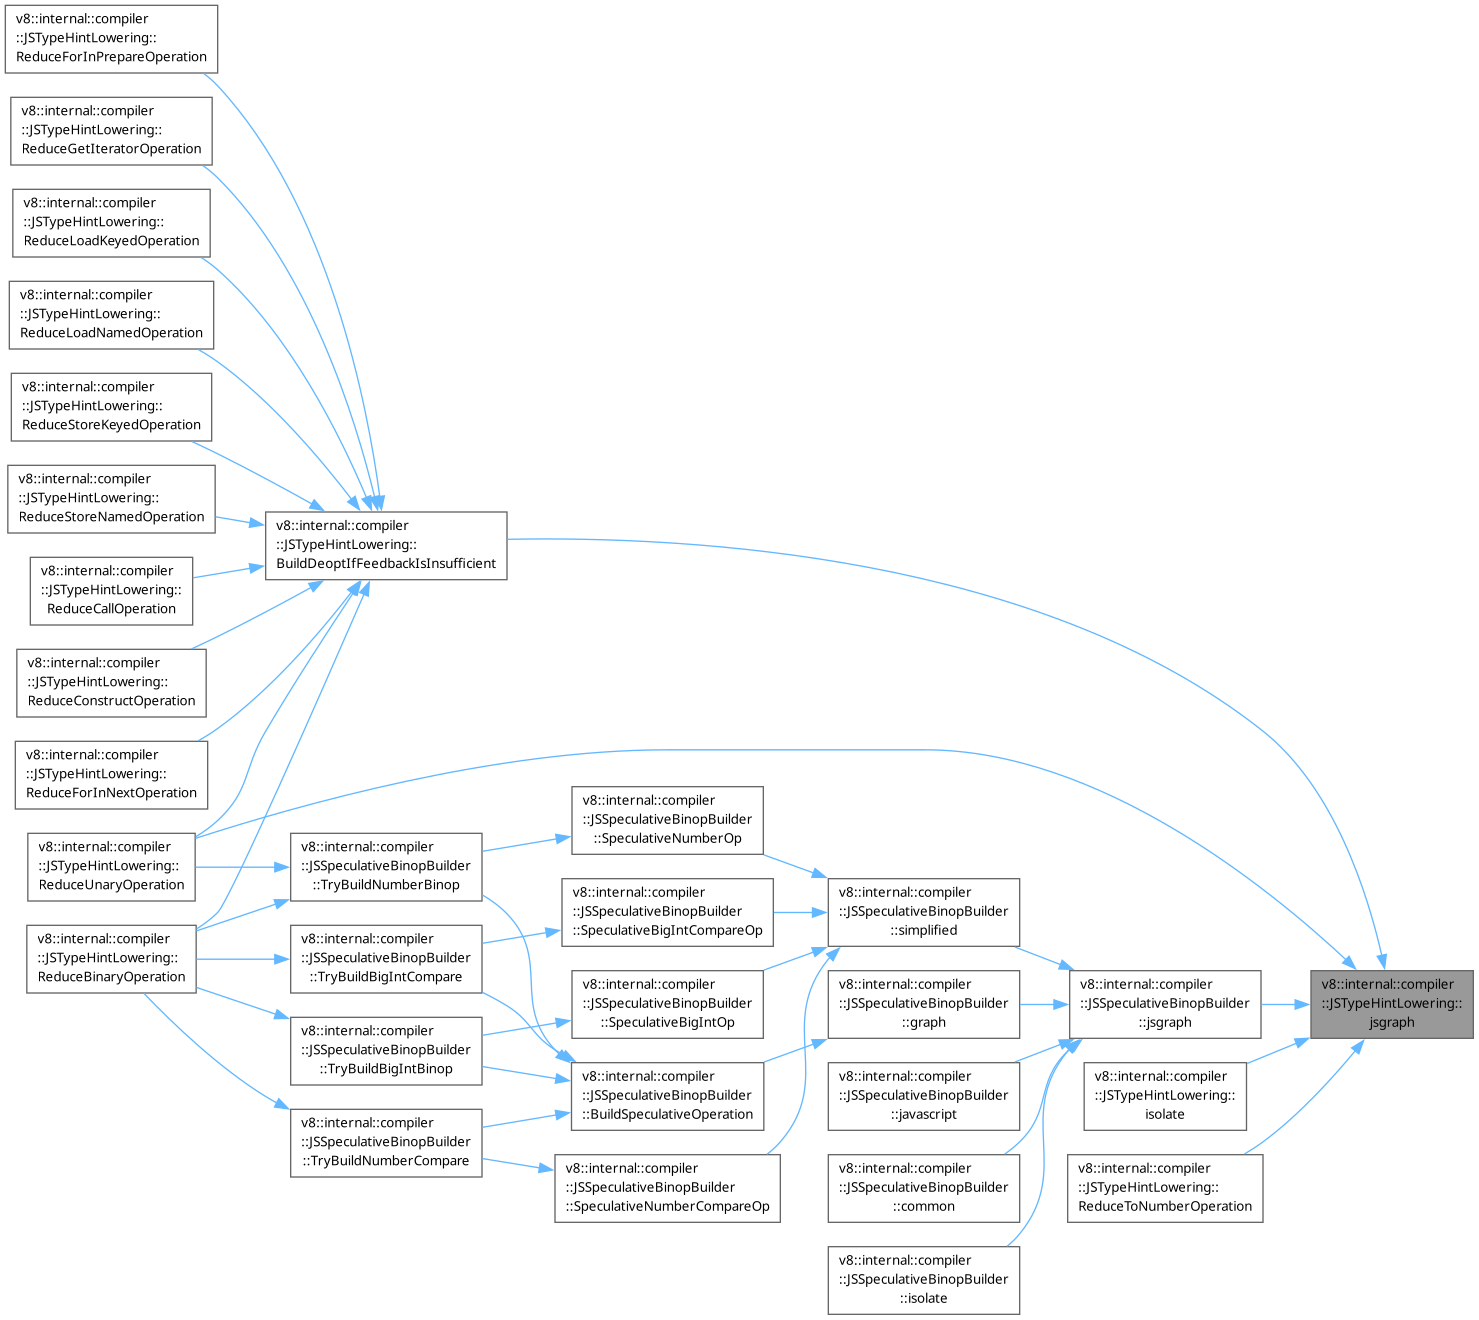 v8::internal::compiler
::JSTypeHintLowering::
ReduceForInPrepareOperation
v8::internal::compiler
::JSTypeHintLowering::
ReduceGetIteratorOperation
v8::internal::compiler
::JSTypeHintLowering::
ReduceLoadKeyedOperation
v8::internal::compiler
::JSTypeHintLowering::
ReduceLoadNamedOperation
v8::internal::compiler
::JSTypeHintLowering::
ReduceStoreKeyedOperation
v8::internal::compiler
::JSTypeHintLowering::
ReduceStoreNamedOperation
v8::internal::compiler
::JSTypeHintLowering::
BuildDeoptIfFeedbackIsInsufficient
v8::internal::compiler
::JSTypeHintLowering::
ReduceCallOperation
v8::internal::compiler
::JSTypeHintLowering::
ReduceConstructOperation
v8::internal::compiler
::JSTypeHintLowering::
ReduceForInNextOperation
v8::internal::compiler
::JSTypeHintLowering::
ReduceUnaryOperation
v8::internal::compiler
::JSTypeHintLowering::
ReduceBinaryOperation
v8::internal::compiler
::JSSpeculativeBinopBuilder
::TryBuildNumberBinop
v8::internal::compiler
::JSSpeculativeBinopBuilder
::TryBuildBigIntCompare
v8::internal::compiler
::JSSpeculativeBinopBuilder
::TryBuildBigIntBinop
v8::internal::compiler
::JSSpeculativeBinopBuilder
::TryBuildNumberCompare
v8::internal::compiler
::JSSpeculativeBinopBuilder
::SpeculativeNumberOp
v8::internal::compiler
::JSSpeculativeBinopBuilder
::SpeculativeBigIntCompareOp
v8::internal::compiler
::JSSpeculativeBinopBuilder
::SpeculativeBigIntOp
v8::internal::compiler
::JSSpeculativeBinopBuilder
::BuildSpeculativeOperation
v8::internal::compiler
::JSSpeculativeBinopBuilder
::SpeculativeNumberCompareOp
v8::internal::compiler
::JSSpeculativeBinopBuilder
::simplified
v8::internal::compiler
::JSSpeculativeBinopBuilder
::graph
v8::internal::compiler
::JSSpeculativeBinopBuilder
::javascript
v8::internal::compiler
::JSSpeculativeBinopBuilder
::common
v8::internal::compiler
::JSSpeculativeBinopBuilder
::isolate
v8::internal::compiler
::JSSpeculativeBinopBuilder
::jsgraph
v8::internal::compiler
::JSTypeHintLowering::
isolate
v8::internal::compiler
::JSTypeHintLowering::
ReduceToNumberOperation
v8::internal::compiler
::JSTypeHintLowering::
jsgraph